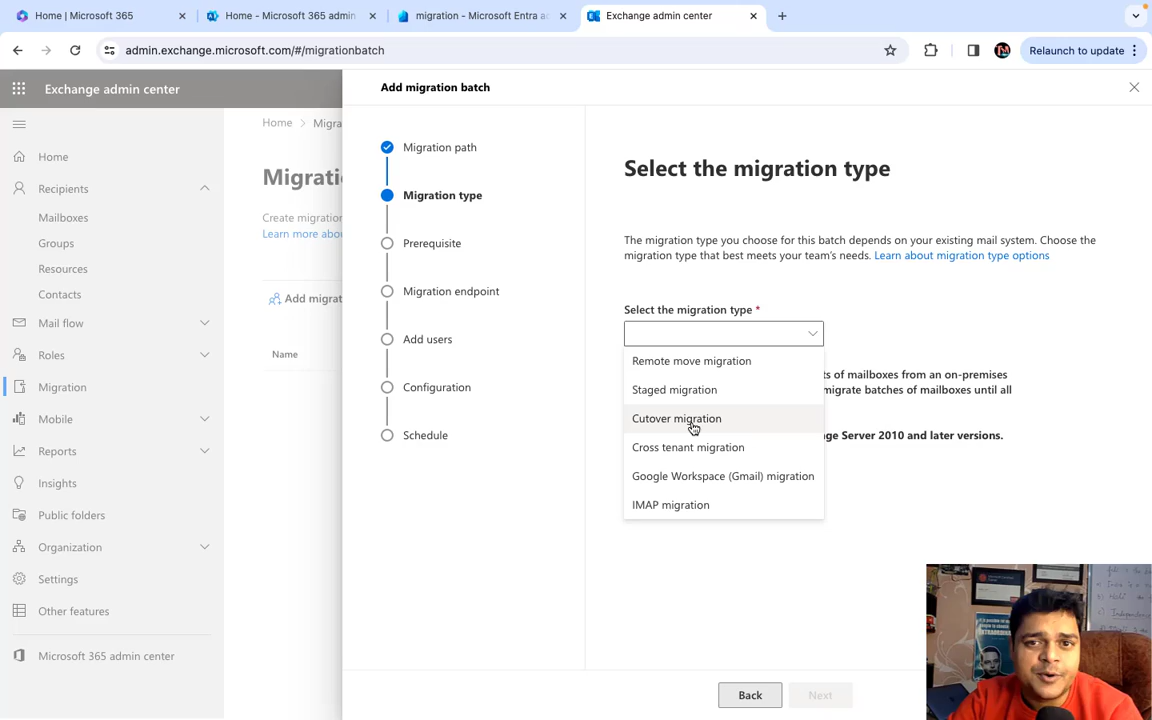 Home | Microsoft 365
Home - Microsoft 365 admin
migration - Microsoft Entra ad
Exchange admin center
admin.exchange.microsoft.com/#/migrationbatch
Relaunch to update
Exchange admin center
Home
Recipients
Mailboxes
Groups
Resources
Contacts
Mail flow
Roles
Migration
Mobile
Reports
Insights
Public folders
Organization
Settings
Other features
Microsoft 365 admin center
Home > Migra
Migrati
Create migration
Learn more abou
Add migrat
Name
Add migration batch
Migration path
Migration type
Prerequisite
Migration endpoint
Add users
Configuration
Schedule
Select the migration type
The migration type you choose for this batch depends on your existing mail system. Choose the
migration type that best meets your team's needs. Learn about migration type options
Select the migration type *
Remote move migration
ts of mailboxes from an on-premises
Staged migration
migrate batches of mailboxes until all
Cutover migration
ge Server 2010 and later versions.
Cross tenant migration
Google Workspace (Gmail) migration
IMAP migration
Back
Next